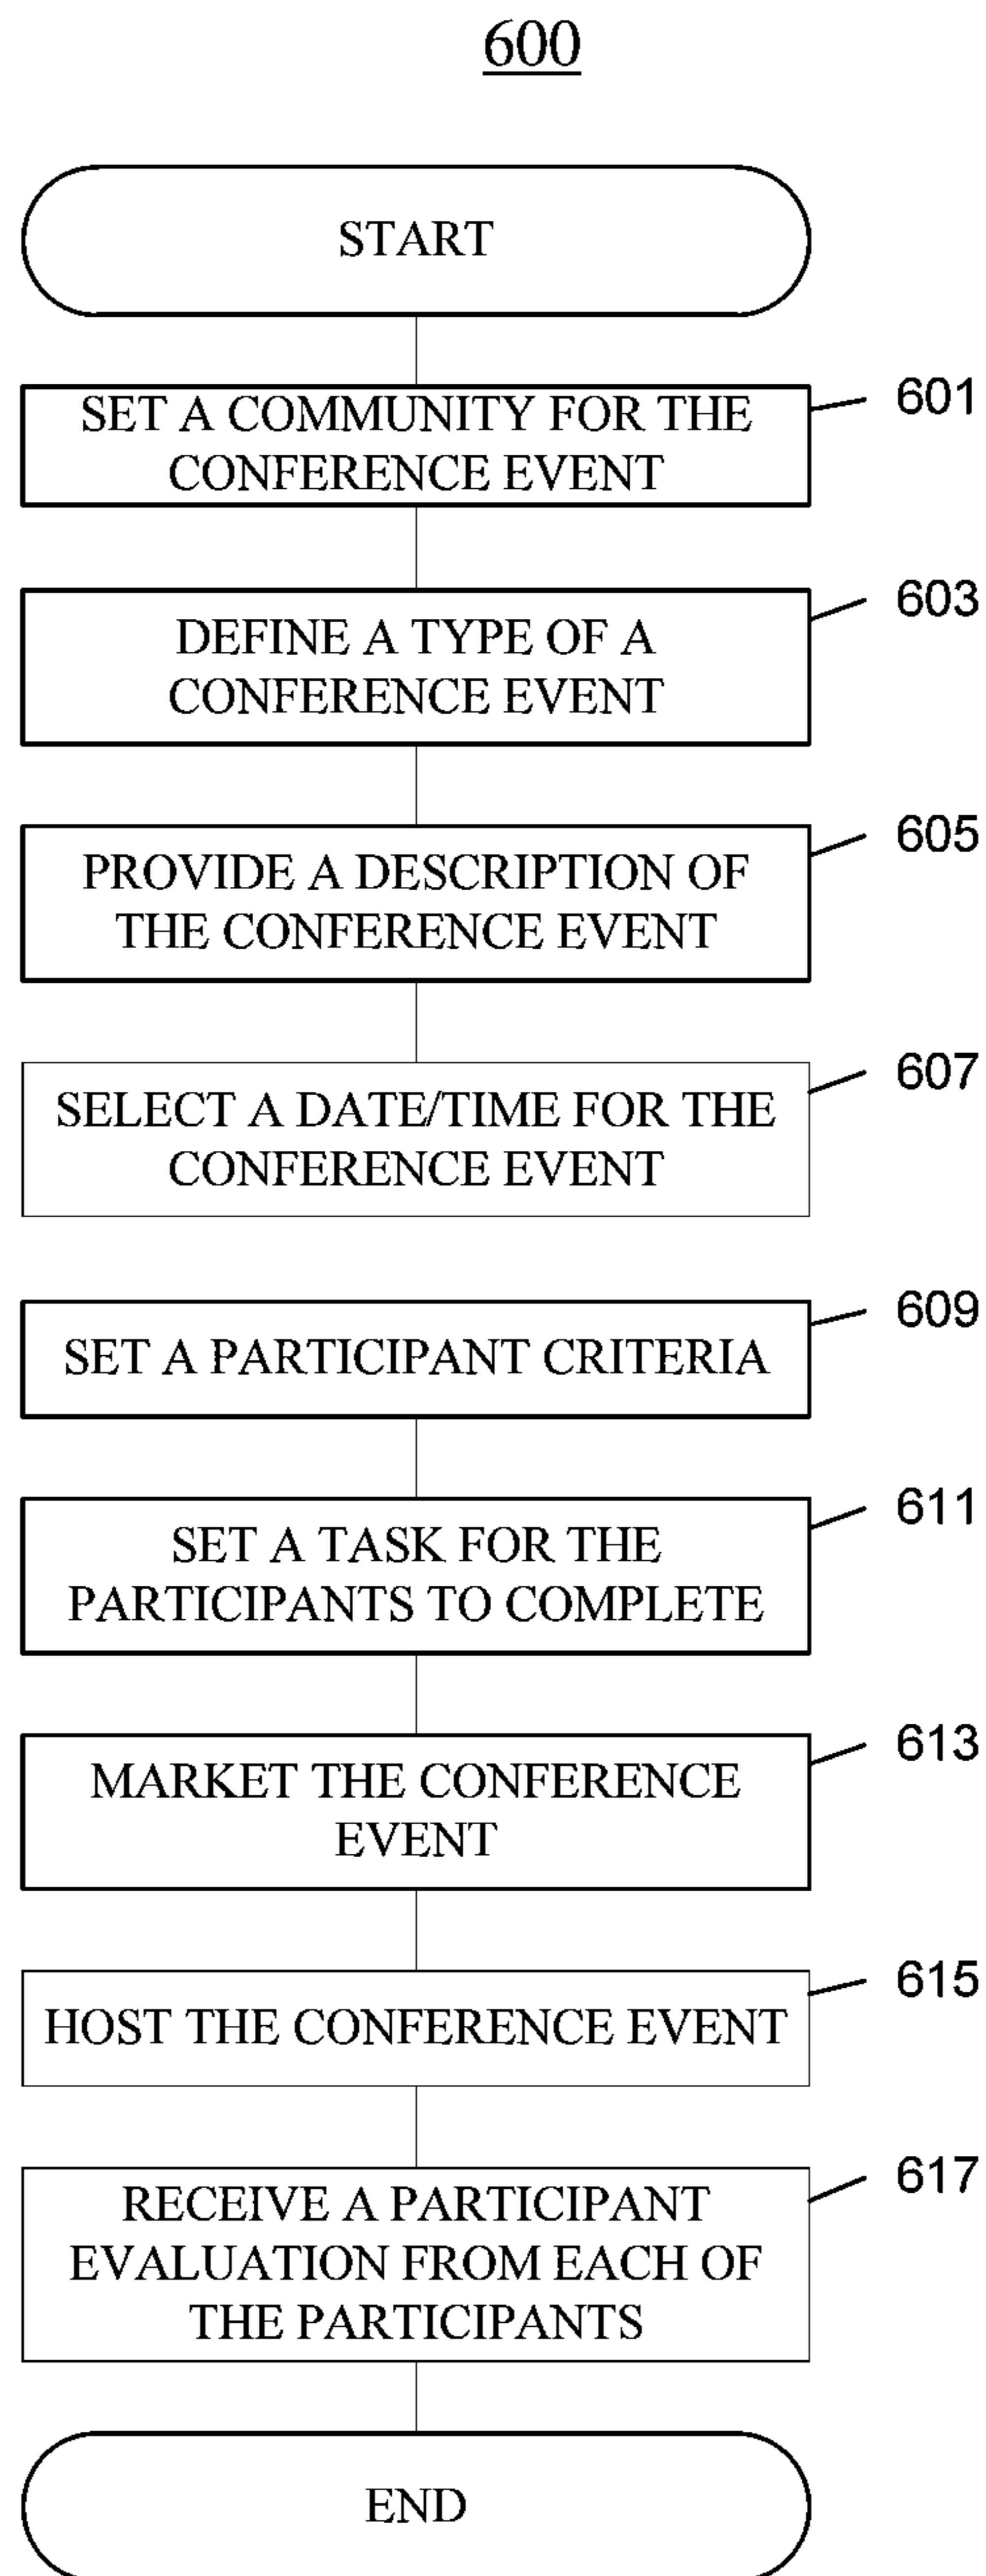 600
START
SET A COMMUNITY FOR THE
CONFERENCE EVENT
601
DEFINE A TYPE OF A
CONFERENCE EVENT
603
PROVIDE A DESCRIPTION OF
THE CONFERENCE EVENT
605
SELECT A DATE/TIME FOR THE
CONFERENCE EVENT
607
SET A PARTICIPANT CRITERIA
609
SET A TASK FOR THE
PARTICIPANTS TO COMPLETE
611
MARKET THE CONFERENCE
EVENT
613
HOST THE CONFERENCE EVENT
615
RECEIVE A PARTICIPANT
EVALUATION FROM EACH OF
THE PARTICIPANTS
617
END